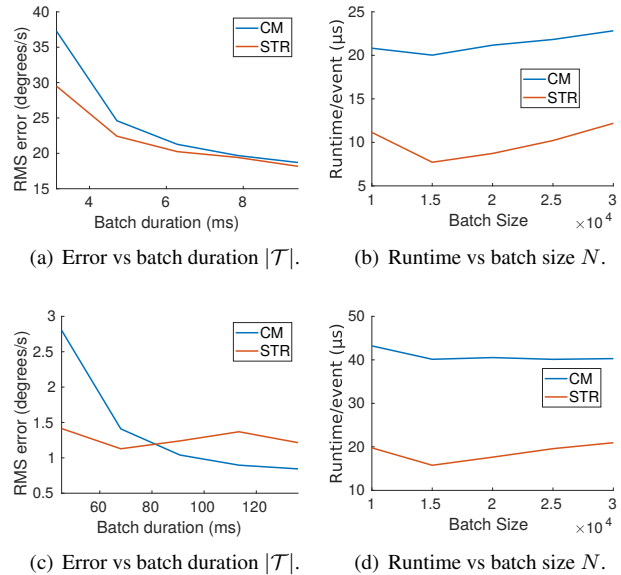 RMS error (degrees/s)
40
35
30
25
20
15
4
6
8
Batch duration (ms)
CM
STR
(a) Error vs batch duration |𝒯|.
Runtime/event (μs)
25
20
15
10
5
1
1.5
2
2.5
3
Batch Size
×10⁴
CM
STR
(b) Runtime vs batch size N.
RMS error (degrees/s)
3
2.5
2
1.5
1
0.5
60
80
100
120
Batch duration (ms)
CM
STR
(c) Error vs batch duration |𝒯|.
Runtime/event (μs)
50
40
30
20
10
1
1.5
2
2.5
3
Batch Size
×10⁴
CM
STR
(d) Runtime vs batch size N.